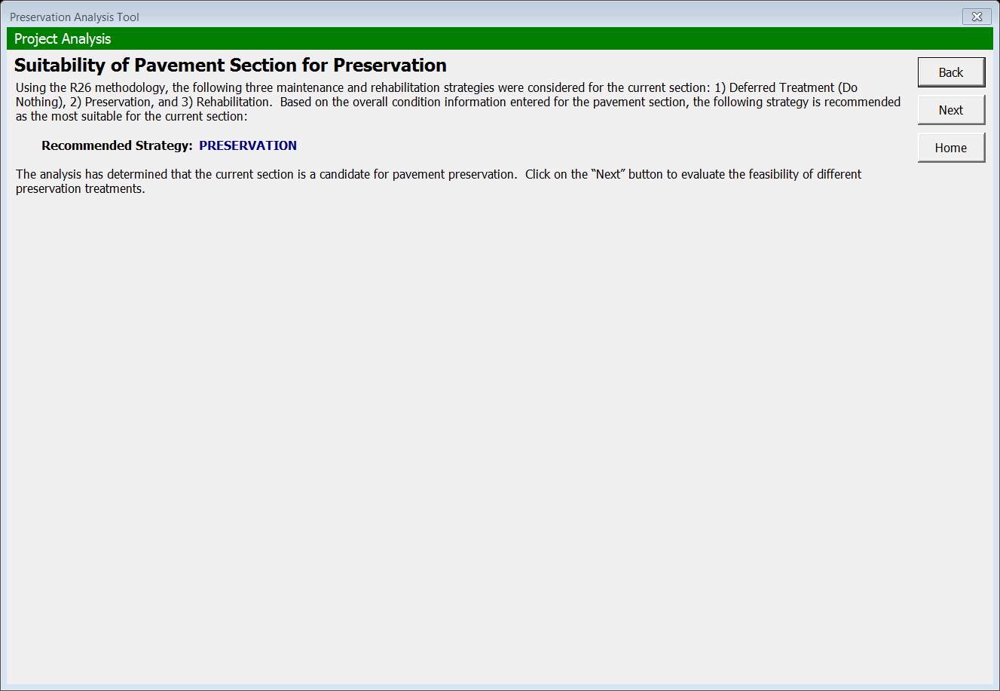 Preservation Analysis Tool
Project Analysis
Suitability of Pavement Section for Preservation
Using the R26 methodology, the following three maintenance and rehabilitation strategies were considered for the current section: 1) Deferred Treatment (Do
Nothing), 2) Preservation, and 3) Rehabilitation.  Based on the overall condition information entered for the pavement section, the following strategy is recommended
as the most suitable for the current section:
Recommended Strategy:  PRESERVATION
The analysis has determined that the current section is a candidate for pavement preservation.  Click on the “Next” button to evaluate the feasibility of different
preservation treatments.
Back
Next
Home